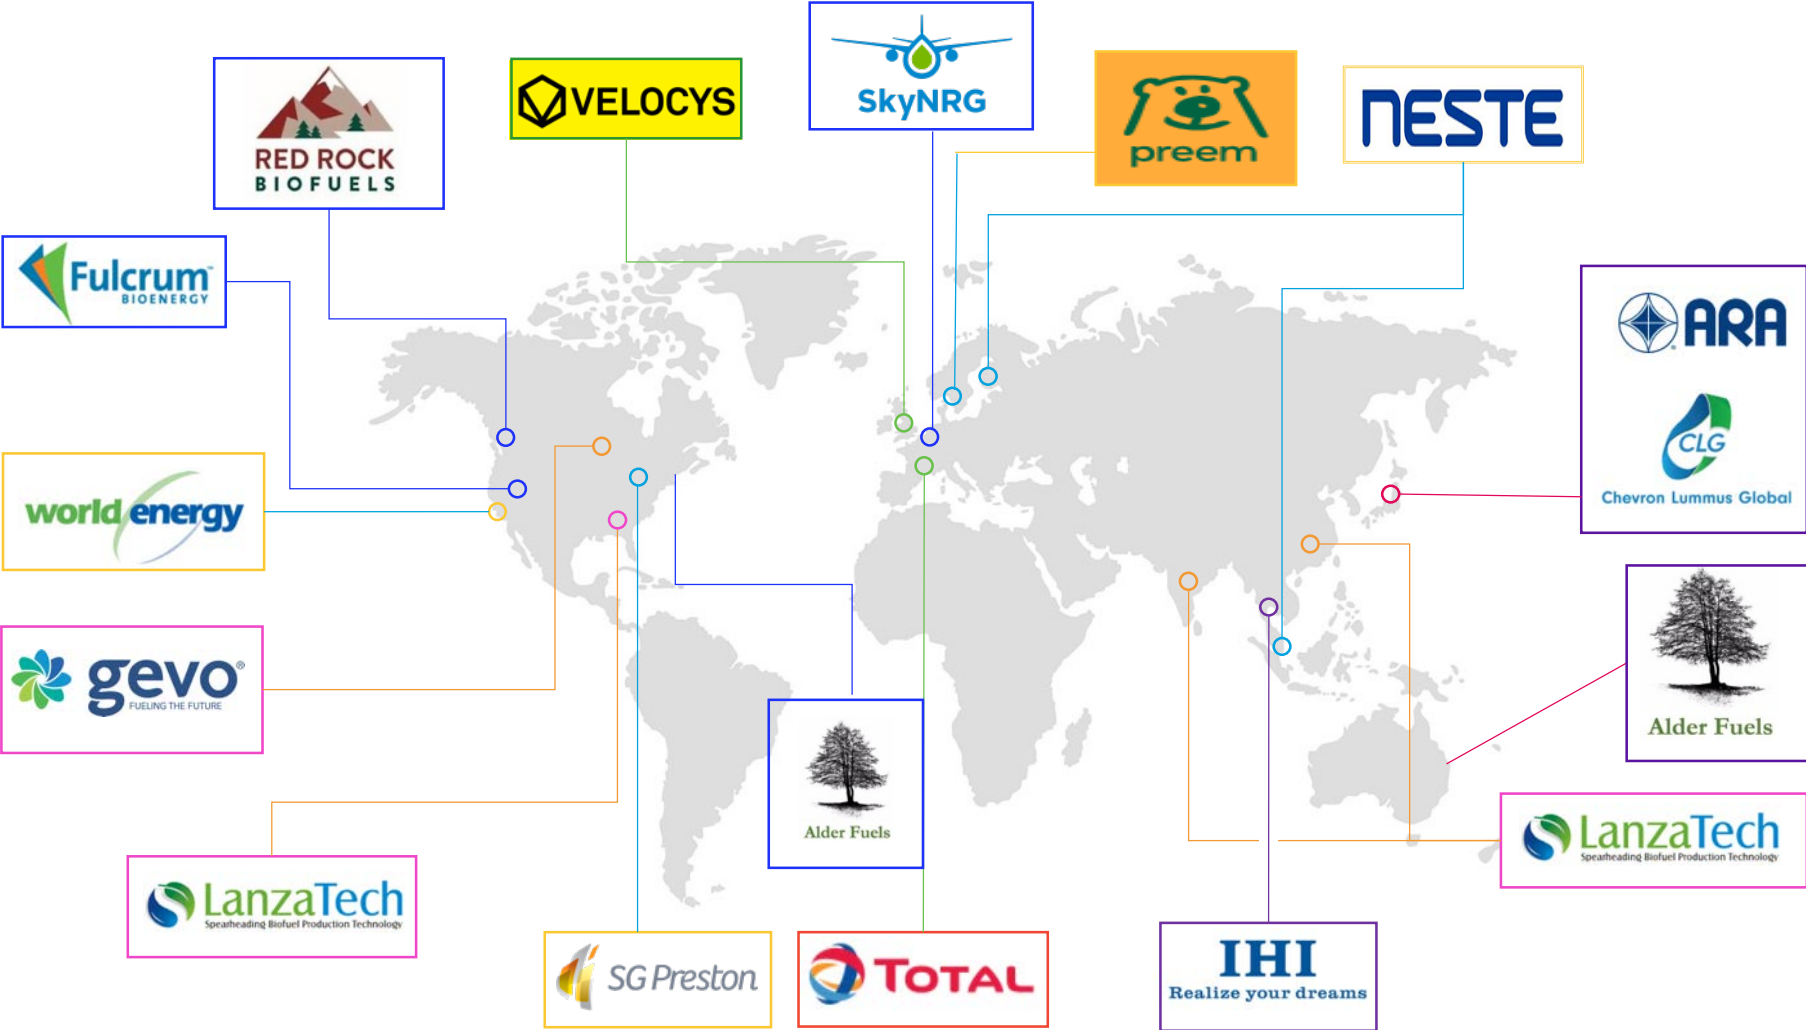 SkyNRG
RED ROCK
BIOFUELS
VELOCYS
preem
NESTE
Fulcrum™
BIOENERGY
ARA
CLG
Chevron Lummus Global
world energy
gevo®
FUELING THE FUTURE
Alder Fuels
Alder Fuels
LanzaTech
Spearheading Biofuel Production Technology
LanzaTech
Spearheading Biofuel Production Technology
SG Preston
TOTAL
IHI
Realize your dreams